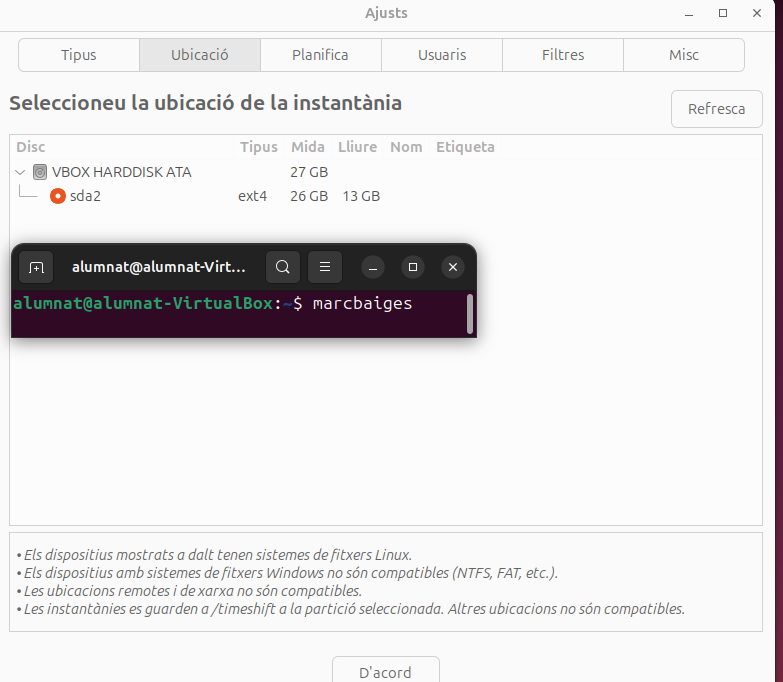 Ajusts
Tipus Ubicació Planifica Usuaris Filtres Misc
Seleccioneu la ubicació de la instantània
Refresca
Disc Tipus Mida Lliure Nom Etiqueta
VBOX HARDDISK ATA 27 GB
sda2 ext4 26 GB 13 GB
alumnat@alumnat-Virt...
alumnat@alumnat-VirtualBox:~$ marcbaiges
• Els dispositius mostrats a dalt tenen sistemes de fitxers Linux.
• Els dispositius amb sistemes de fitxers Windows no són compatibles (NTFS, FAT, etc.).
• Les ubicacions remotes i de xarxa no són compatibles.
• Les instantànies es guarden a /timeshift a la partició seleccionada. Altres ubicacions no són compatibles.
D'acord